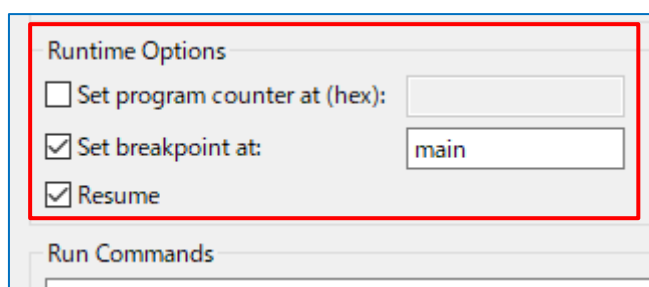 Runtime Options
Set program counter at (hex):
Set breakpoint at: main
Resume
Run Commands